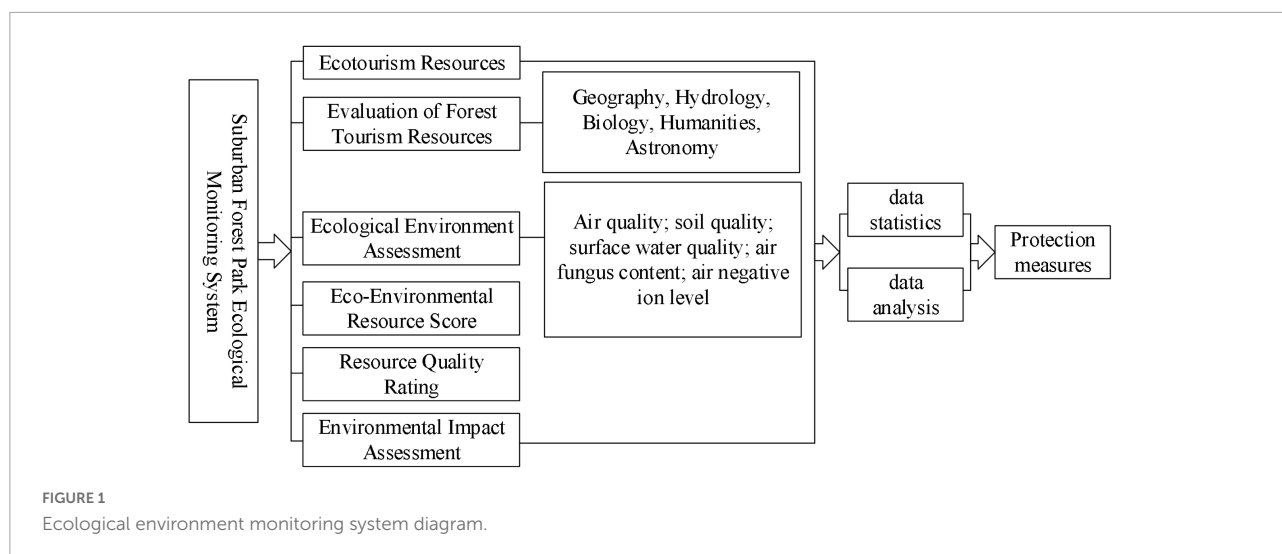 Suburban Forest Park Ecological
Monitoring System
Ecotourism Resources
Evaluation of Forest
Tourism Resources
Geography, Hydrology,
Biology, Humanities,
Astronomy
Ecological Environment
Assessment
Air quality; soil quality;
surface water quality; air
fungus content; air negative
ion level
Eco-Environmental
Resource Score
Resource Quality
Rating
Environmental Impact
Assessment
data
statistics
data
analysis
Protection
measures
FIGURE 1
Ecological environment monitoring system diagram.